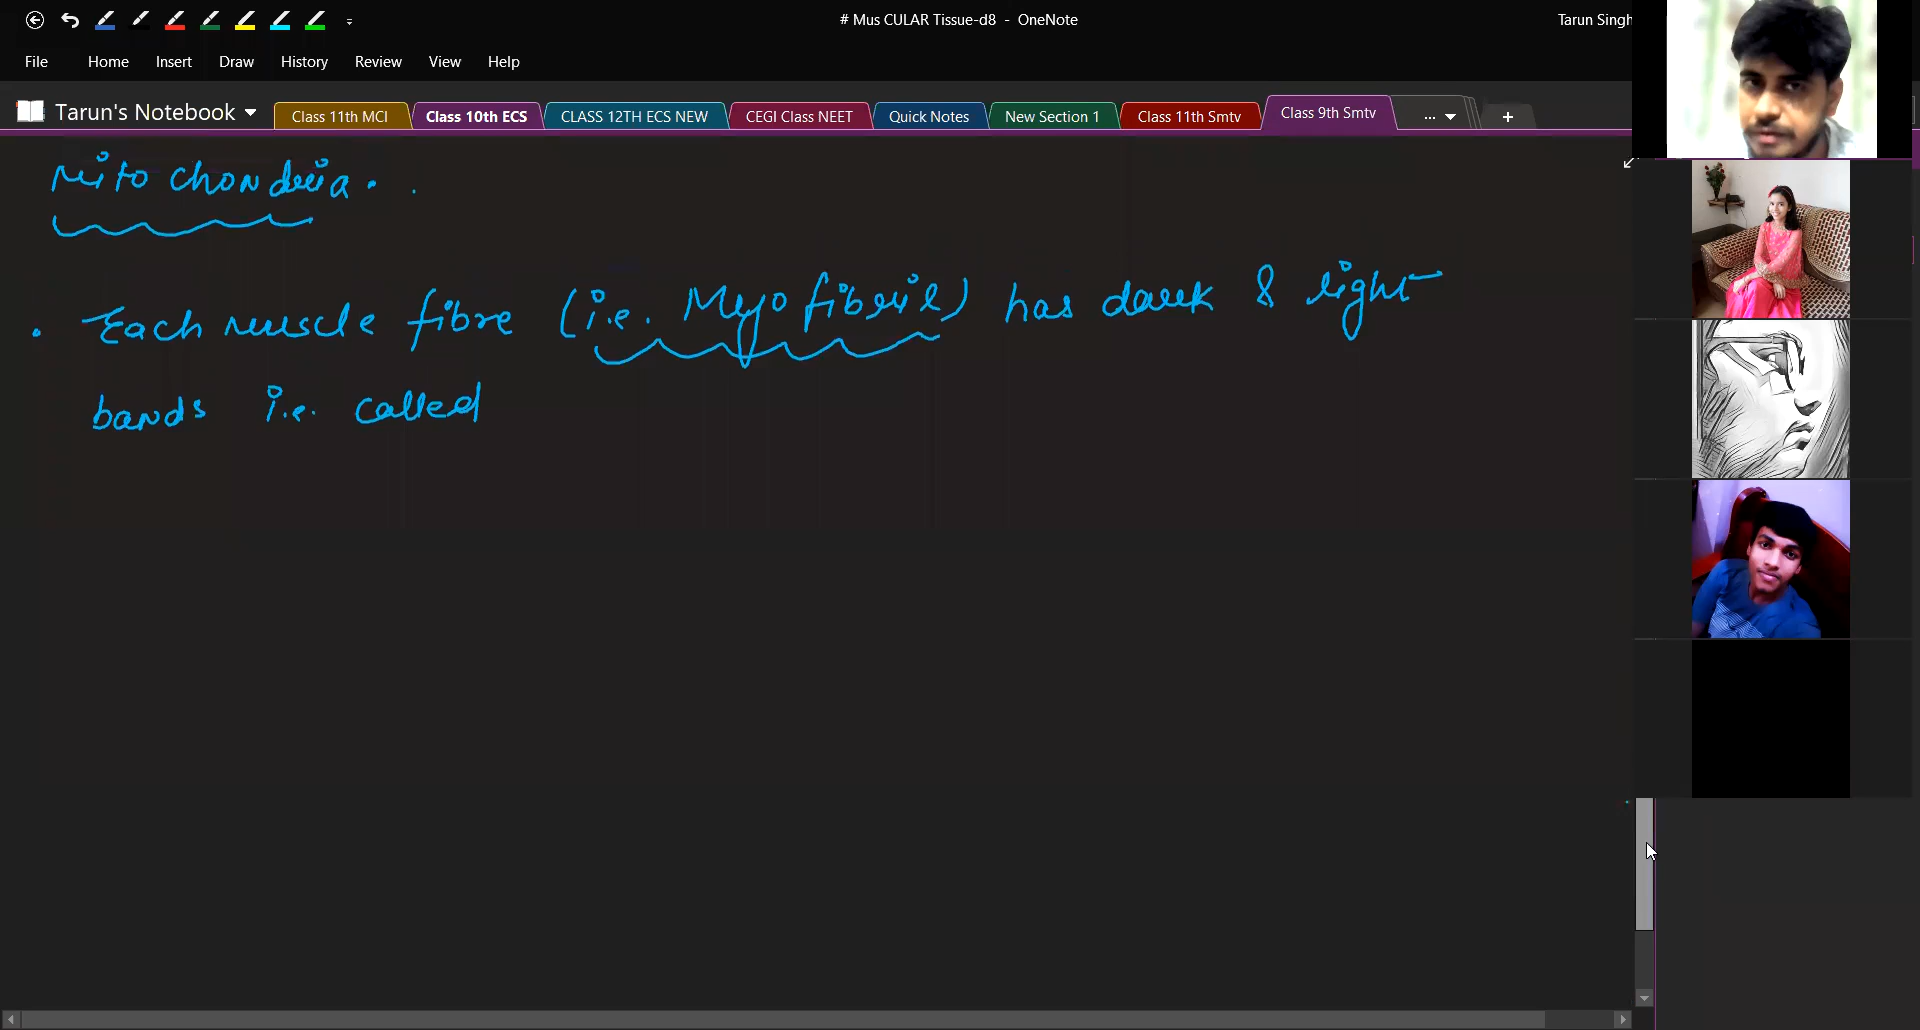 # Mus CULAR Tissue-d8 - OneNote
Tarun Singh
File Home Insert Draw History Review View Help
Tarun's Notebook
Class 11th MCI Class 10th ECS CLASS 12TH ECS NEW CEGI Class NEET Quick Notes New Section 1 Class 11th Smtv Class 9th Smtv ... +
Mito chondria.
. Each muscle fibre (i.e. Myo fibril) has dark & light
bands i.e. called